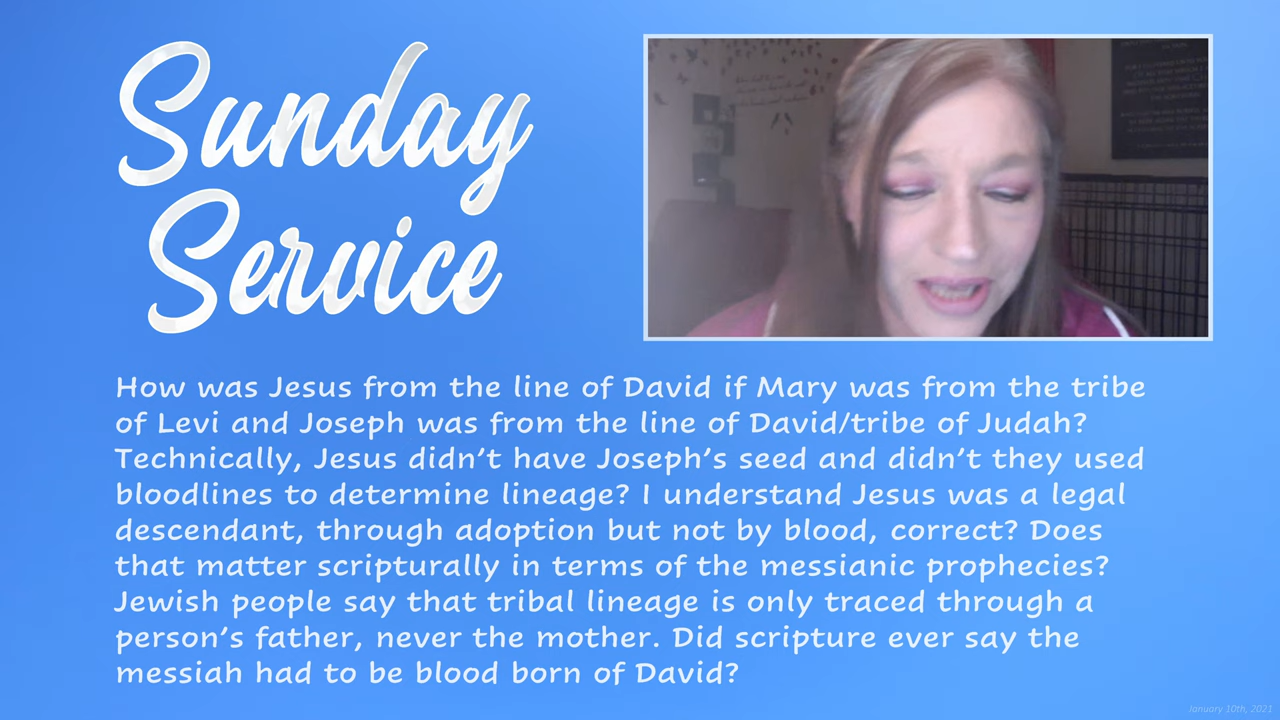 Sunday
Service
How was Jesus from the line of David if Mary was from the tribe
of Levi and Joseph was from the line of David/tribe of Judah?
Technically, Jesus didn’t have Joseph’s seed and didn’t they used
bloodlines to determine lineage? I understand Jesus was a legal
descendant, through adoption but not by blood, correct? Does
that matter scripturally in terms of the messianic prophecies?
Jewish people say that tribal lineage is only traced through a
person’s father, never the mother. Did scripture ever say the
messiah had to be blood born of David?
January 10th, 2021